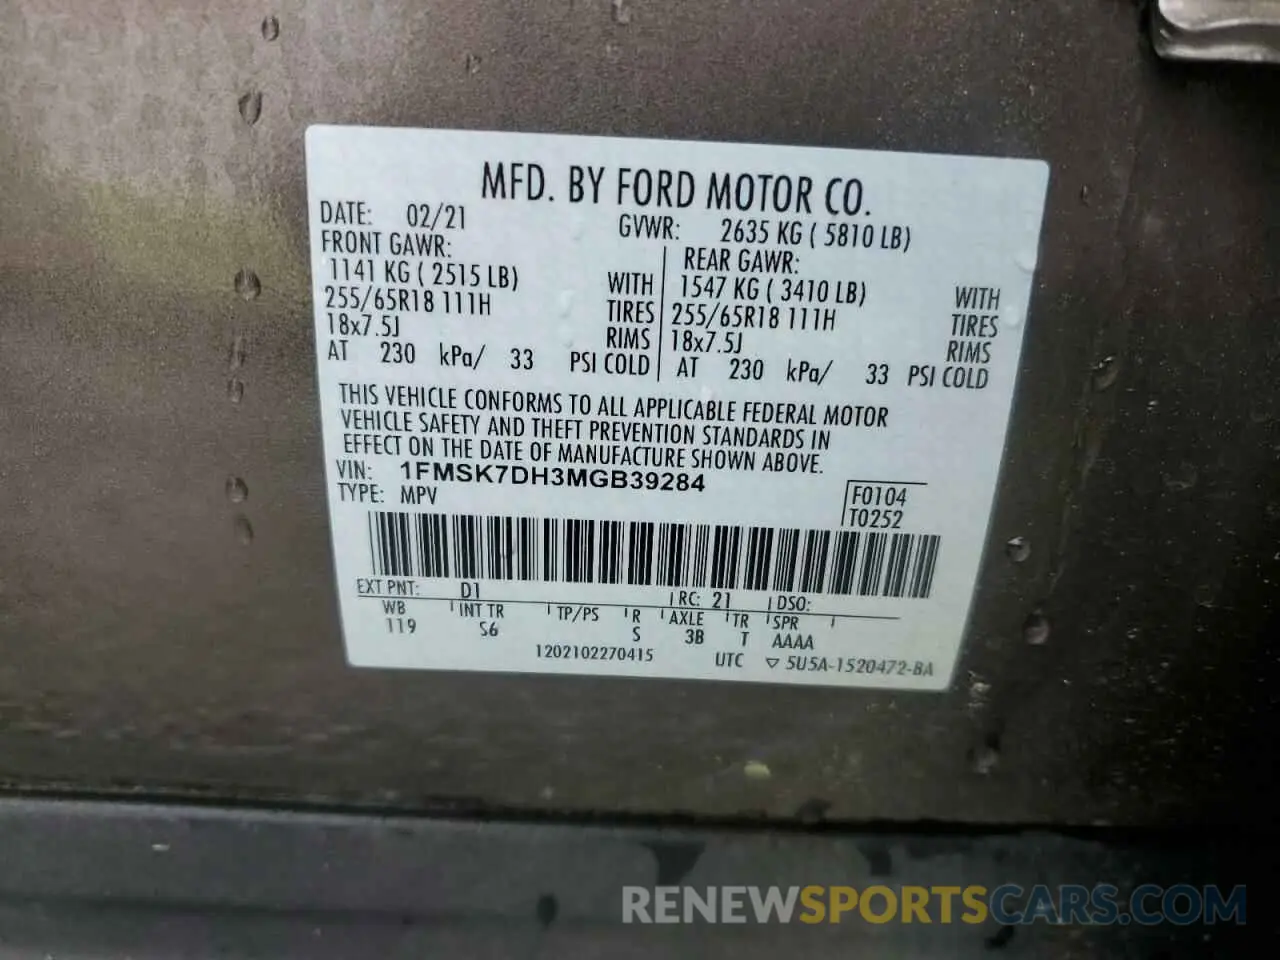 MFD. BY FORD MOTOR CO.
DATE: 02/21 GVWR: 2635 KG ( 5810 LB)
FRONT GAWR: REAR GAWR:
1141 KG ( 2515 LB) WITH 1547 KG ( 3410 LB) WITH
255/65R18 111H TIRES 255/65R18 111H TIRES
18x7.5J RIMS 18x7.5J RIMS
AT 230 kPa/ 33 PSI COLD AT 230 kPa/ 33 PSI COLD
THIS VEHICLE CONFORMS TO ALL APPLICABLE FEDERAL MOTOR
VEHICLE SAFETY AND THEFT PREVENTION STANDARDS IN
EFFECT ON THE DATE OF MANUFACTURE SHOWN ABOVE.
VIN: 1FMSK7DH3MGB39284
TYPE: MPV F0104
T0252
EXT PNT: D1 RC: 21 DSO:
WB INT TR TP/PS R AXLE TR SPR
119 S6 S 3B T AAAA
1202102270415 UTC ▽ 5U5A-1520472-BA
RENEWSPORTSCARS.COM